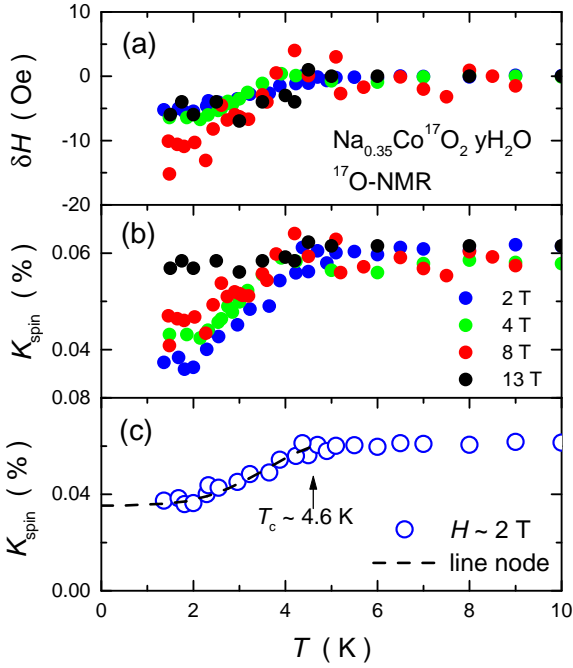 (a)
0
-10
-20
δH ( Oe )
Na0.35Co17O2 yH2O
17O-NMR
(b)
0.06
0.04
Kspin ( % )
2 T
4 T
8 T
13 T
0.08
(c)
0.04
0.00
Kspin ( % )
Tc ~ 4.6 K
H ~ 2 T
line node
0 2 4 6 8 10
T ( K )